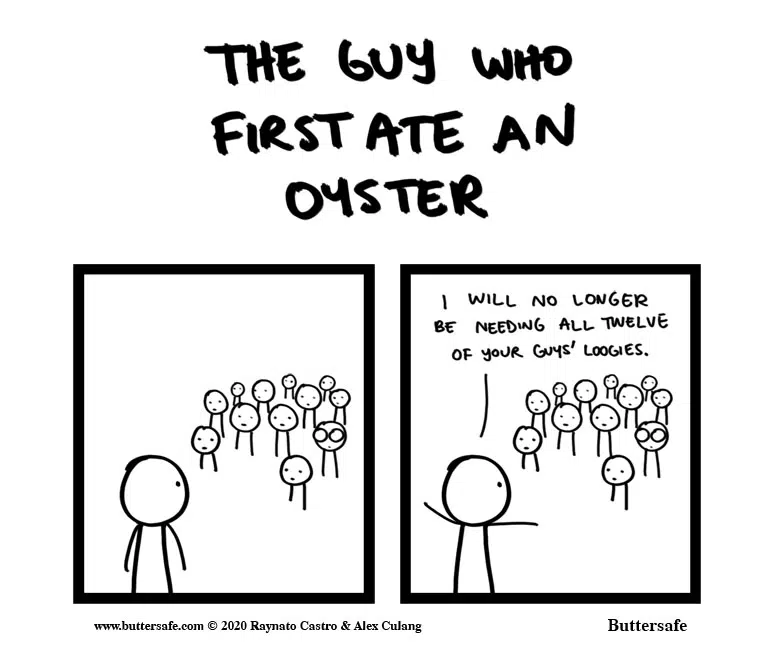 THE GUY WHO
FIRST ATE AN
OYSTER
I WILL NO LONGER
BE NEEDING ALL TWELVE
OF YOUR GUYS' LOOGIES.
www.buttersafe.com © 2020 Raynato Castro & Alex Culang
Buttersafe